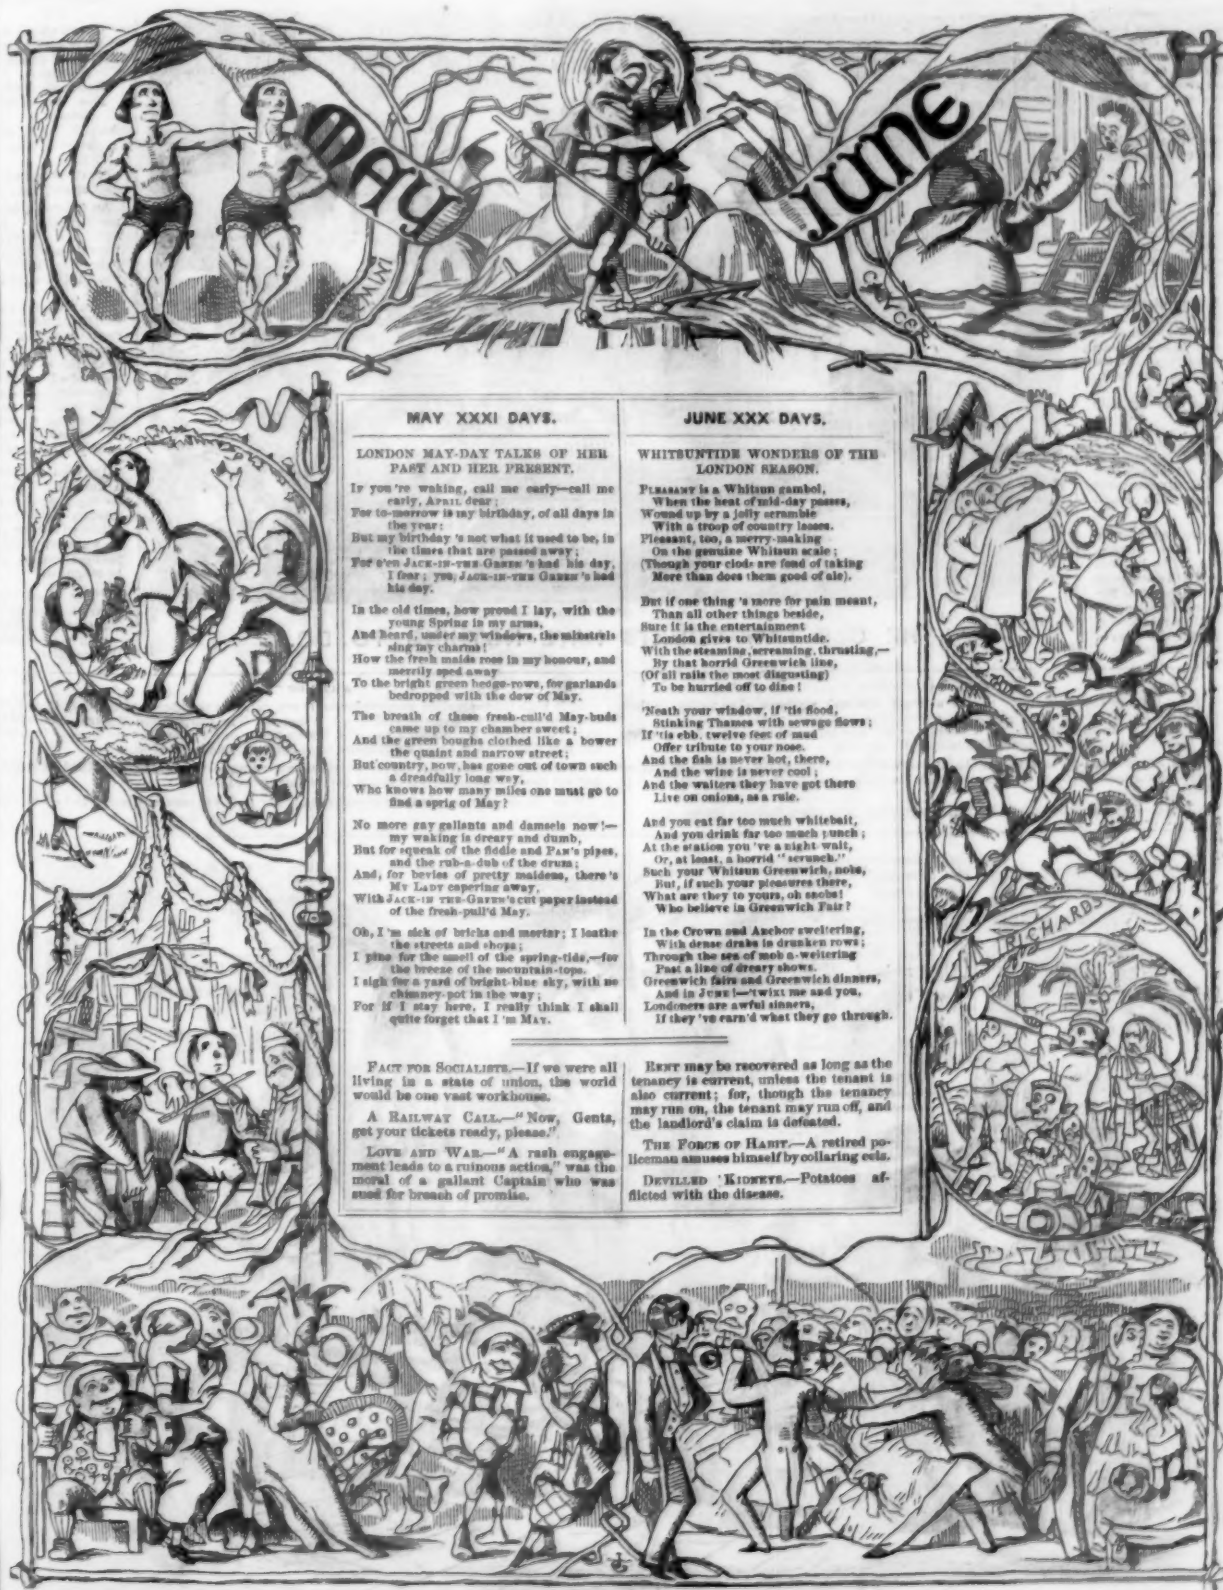 MAY
JUNE
GEMINI
CANCER
MAY XXXI DAYS.
LONDON MAY-DAY TALKS OF HER
PAST AND HER PRESENT.
IF you're waking, call me early—call me
early, APRIL dear;
For to-morrow is my birthday, of all days in
the year:
But my birthday's not what it used to be, in
the times that are passed away;
For e'en JACK-IN-THE-GREEN's had his day,
I fear; yes, JACK-IN-THE GREEN's had
his day.
In the old times, how proud I lay, with the
young Spring in my arms,
And heard, under my windows, the minstrels
sing my charms!
How the fresh maids rose in my honour, and
merrily sped away
To the bright green hedge-rows, for garlands
bedropped with the dew of May.
The breath of those fresh-cull'd May-buds
came up to my chamber sweet;
And the green boughs clothed like a bower
the quaint and narrow street;
But country, now, has gone out of town such
a dreadfully long way,
Who knows how many miles one must go to
find a sprig of May?
No more gay gallants and damsels now!—
my waking is dreary and dumb,
But for squeak of the fiddle and PAN's pipes,
and the rub-a-dub of the drum;
And, for bevies of pretty maidens, there's
MY LADY capering away,
With JACK-IN THE-GREEN's cut paper instead
of the fresh-pull'd May.
Oh, I'm sick of bricks and mortar; I loathe
the streets and shops;
I pine for the smell of the spring-tide,—for
the breeze of the mountain-tops.
I sigh for a yard of bright-blue sky, with no
chimney-pot in the way;
For if I stay here, I really think I shall
quite forget that I'm MAY.
FACT FOR SOCIALISTS.—If we were all
living in a state of union, the world
would be one vast workhouse.
A RAILWAY CALL.—"Now, Gents,
get your tickets ready, please."
LOVE AND WAR.—"A rash engage-
ment leads to a ruinous action," was the
moral of a gallant Captain who was
sued for breach of promise.
JUNE XXX DAYS.
WHITSUNTIDE WONDERS OF THE
LONDON SEASON.
PLEASANT is a Whitsun gambol,
When the heat of mid-day passes,
Wound up by a jolly scramble
With a troop of country lasses.
Pleasant, too, a merry-making
On the genuine Whitsun scale;
(Though your clods are fond of taking
More than does them good of ale).
But if one thing's more for pain meant,
Than all other things beside,
Sure it is the entertainment
London gives to Whitsuntide.
With the steaming, screaming, thrusting,—
By that horrid Greenwich line,
(Of all rails the most disgusting)
To be hurried off to dine!
'Neath your window, if 'tis flood,
Stinking Thames with sewage flows;
If 'tis ebb, twelve feet of mud
Offer tribute to your nose.
And the fish is never hot, there,
And the wine is never cool;
And the waiters they have got there
Live on onions, as a rule.
And you eat far too much whitebait,
And you drink far too much punch;
At the station you've a night wait,
Or, at least, a horrid "scrunch."
Such your Whitsun Greenwich, nobs,
But, if such your pleasures there,
What are they to yours, oh snobs!
Who believe in Greenwich Fair?
In the Crown and Anchor sweltering,
With dense drabs in drunken rows;
Through the sea of mob a-weltering
Past a line of dreary shows.
Greenwich fairs and Greenwich dinners,
And in JUNE!—'twixt me and you,
Londoners are awful sinners,
If they've earn'd what they go through.
RENT may be recovered as long as the
tenancy is current, unless the tenant is
also current; for, though the tenancy
may run on, the tenant may run off, and
the landlord's claim is defeated.
THE FORCE OF HABIT.—A retired po-
liceman amuses himself by collaring eels.
DEVILLED KIDNEYS.—Potatoes af-
flicted with the disease.
RICHARDS